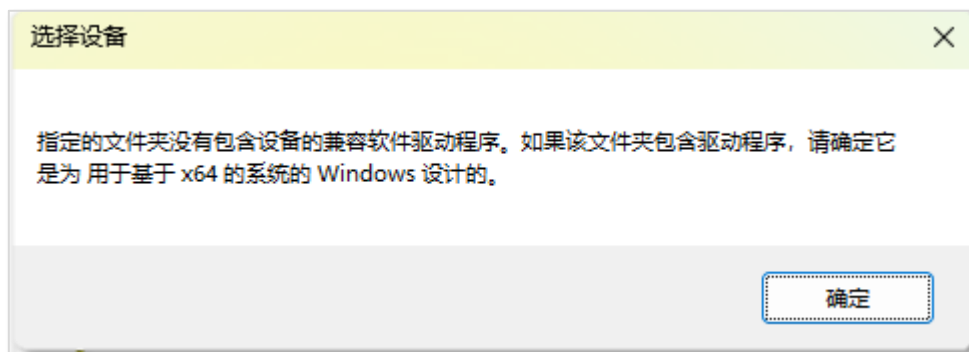 选择设备
指定的文件夹没有包含设备的兼容软件驱动程序。如果该文件夹包含驱动程序，请确定它
是为 用于基于 x64 的系统的 Windows 设计的。
确定